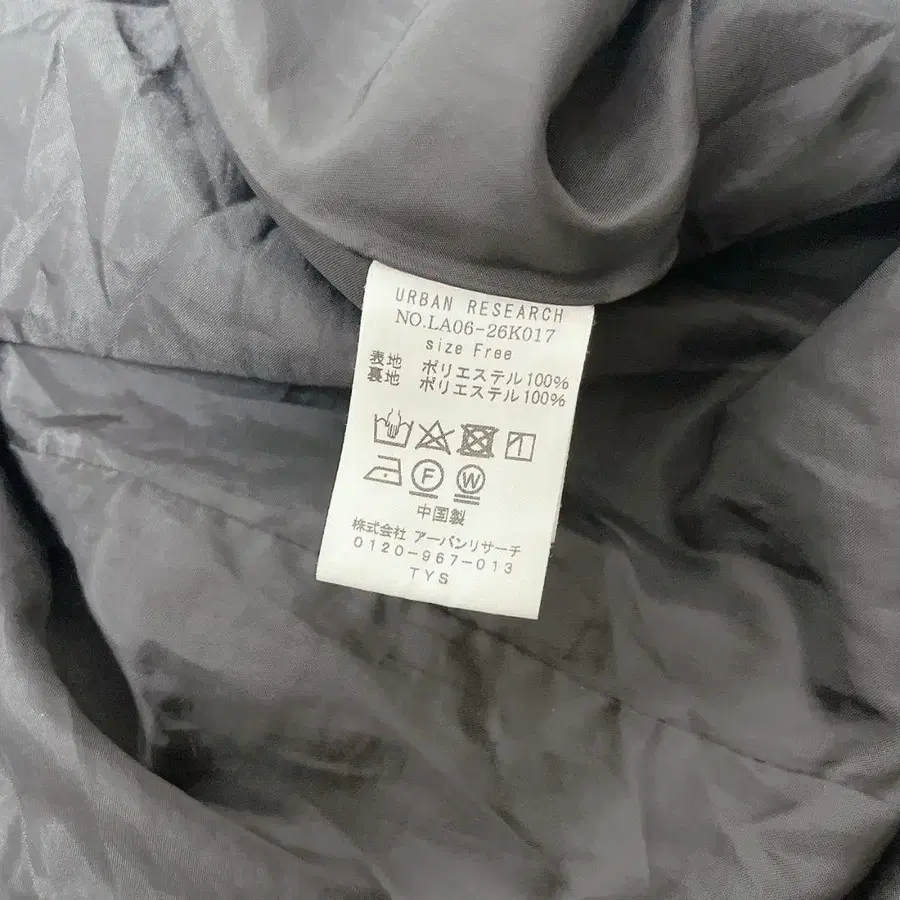 URBAN RESEARCH
NO.LA06-26K017
size Free
表地 ポリエステル100%
裏地 ポリエステル100%
F W
中国製
株式会社 アーバンリサーチ
0120-967-013
TYS